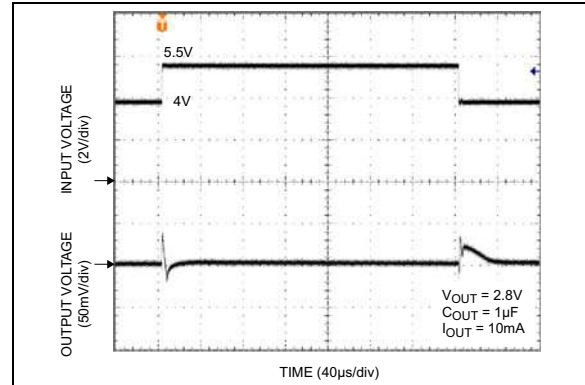 T
5.5V
4V
INPUT VOLTAGE
(2V/div)
OUTPUT VOLTAGE
(50mV/div)
VOUT = 2.8V
COUT = 1µF
IOUT = 10mA
TIME (40µs/div)